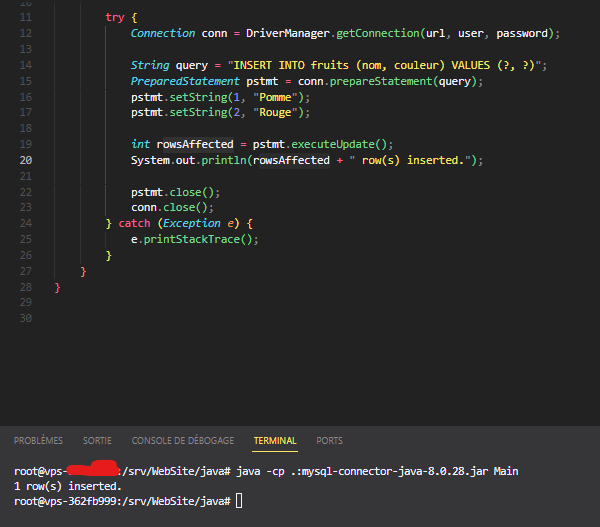 11 try {
12 Connection conn = DriverManager.getConnection(url, user, password);
13
14 String query = "INSERT INTO fruits (nom, couleur) VALUES (?, ?)";
15 PreparedStatement pstmt = conn.prepareStatement(query);
16 pstmt.setString(1, "Pomme");
17 pstmt.setString(2, "Rouge");
18
19 int rowsAffected = pstmt.executeUpdate();
20 System.out.println(rowsAffected + " row(s) inserted.");
21
22 pstmt.close();
23 conn.close();
24 } catch (Exception e) {
25 e.printStackTrace();
26 }
27 }
28 }
29
30
PROBLÈMES SORTIE CONSOLE DE DÉBOGAGE TERMINAL PORTS
root@vps- :/srv/WebSite/java# java -cp .:mysql-connector-java-8.0.28.jar Main
1 row(s) inserted.
root@vps-362fb999:/srv/WebSite/java#